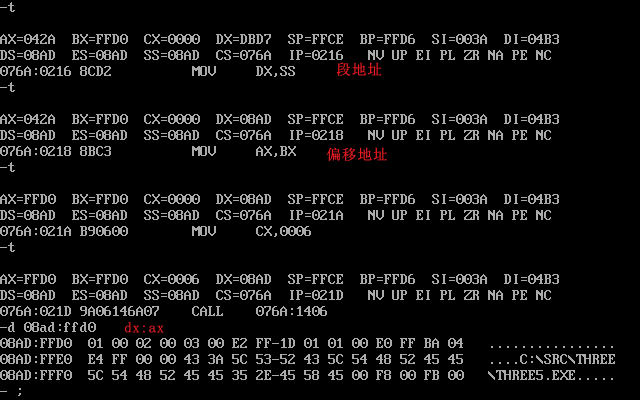 -t
AX=042A  BX=FFD0  CX=0000  DX=DBD7  SP=FFCE  BP=FFD6  SI=003A  DI=04B3
DS=08AD  ES=08AD  SS=08AD  CS=076A  IP=0216   NV UP EI PL ZR NA PE NC
076A:0216 8CD2          MOV     DX,SS 段地址
-t
AX=042A  BX=FFD0  CX=0000  DX=08AD  SP=FFCE  BP=FFD6  SI=003A  DI=04B3
DS=08AD  ES=08AD  SS=08AD  CS=076A  IP=0218   NV UP EI PL ZR NA PE NC
076A:0218 8BC3          MOV     AX,BX 偏移地址
-t
AX=FFD0  BX=FFD0  CX=0000  DX=08AD  SP=FFCE  BP=FFD6  SI=003A  DI=04B3
DS=08AD  ES=08AD  SS=08AD  CS=076A  IP=021A   NV UP EI PL ZR NA PE NC
076A:021A B90600        MOV     CX,0006
-t
AX=FFD0  BX=FFD0  CX=0006  DX=08AD  SP=FFCE  BP=FFD6  SI=003A  DI=04B3
DS=08AD  ES=08AD  SS=08AD  CS=076A  IP=021D   NV UP EI PL ZR NA PE NC
076A:021D 9A06146A07    CALL    076A:1406
-d 08ad:ffd0 dx:ax
08AD:FFD0  01 00 02 00 03 00 E2 FF-1D 01 01 00 E0 FF BA 04   ................
08AD:FFE0  E4 FF 00 00 43 3A 5C 53-52 43 5C 54 48 52 45 45   ....C:\SRC\THREE
08AD:FFF0  5C 54 48 52 45 45 35 2E-45 58 45 00 F8 00 FB 00   \THREE5.EXE.....
- ;